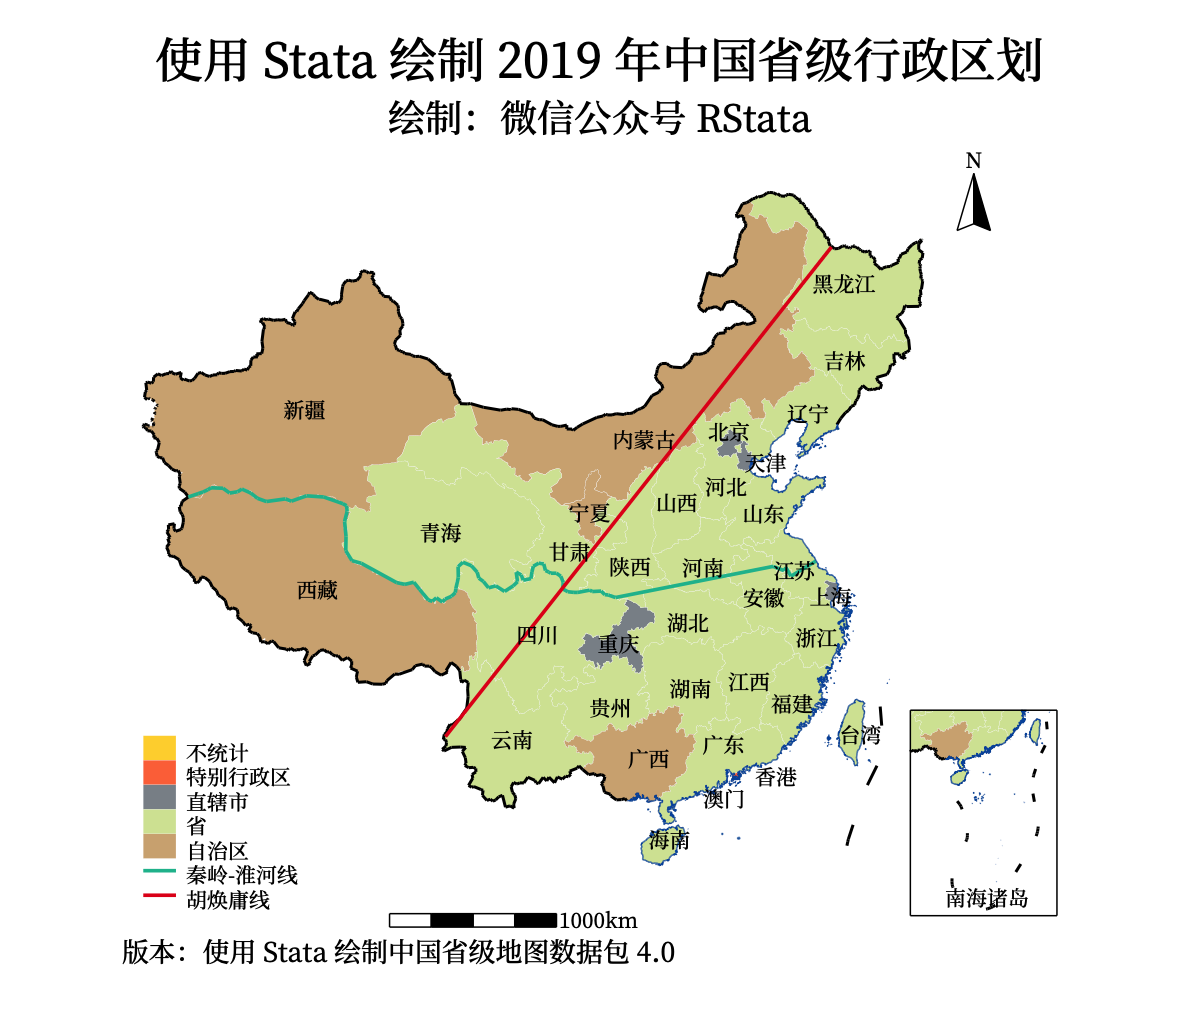 使用 Stata 绘制 2019 年中国省级行政区划
绘制：微信公众号 RStata
N
黑龙江
吉林
辽宁
新疆
内蒙古
北京
天津
河北
山西
山东
宁夏
青海
甘肃
陕西
河南
江苏
西藏
安徽
上海
湖北
四川
重庆
浙江
江西
湖南
贵州
福建
云南
广西
广东
台湾
香港
澳门
海南
南海诸岛
不统计
特别行政区
直辖市
省
自治区
秦岭-淮河线
胡焕庸线
1000km
版本：使用 Stata 绘制中国省级地图数据包 4.0